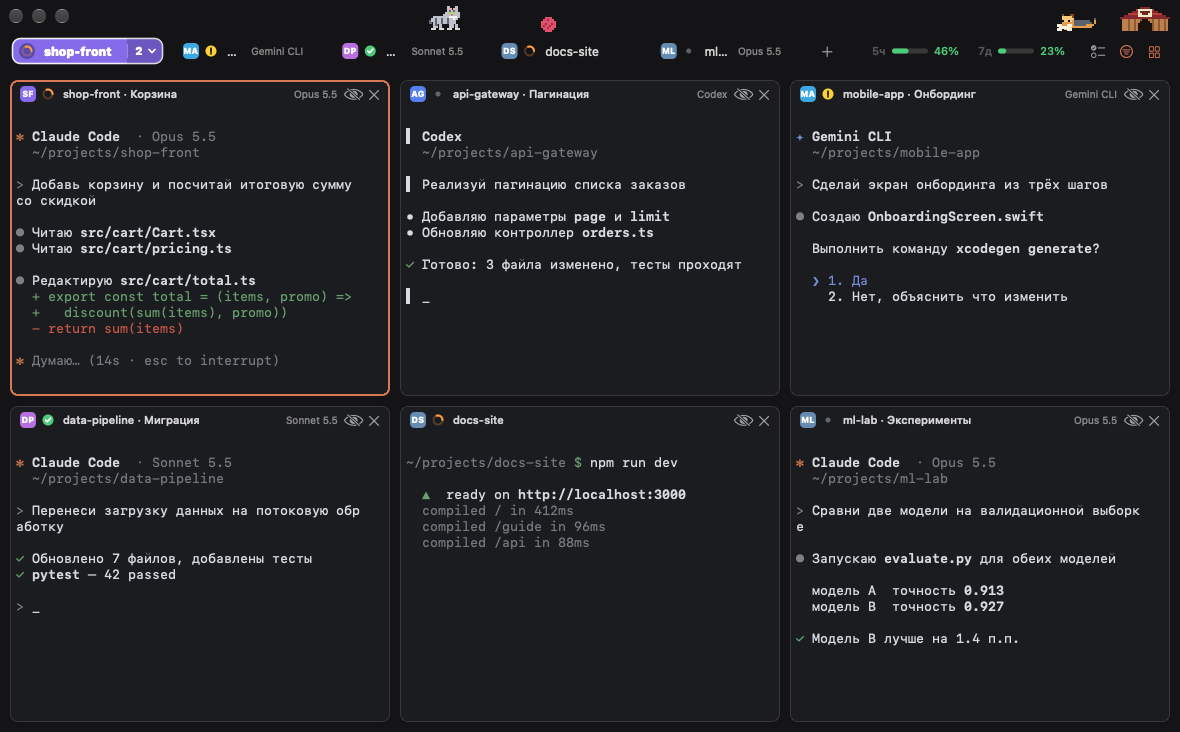 shop-front 2
MA ... Gemini CLI
DP ... Sonnet 5.5
DS docs-site
ML ml... Opus 5.5
+
5ч 46% 7д 23%
SF shop-front · Корзина Opus 5.5
✻ Claude Code · Opus 5.5
~/projects/shop-front
> Добавь корзину и посчитай итоговую сумму
со скидкой
● Читаю src/cart/Cart.tsx
● Читаю src/cart/pricing.ts
● Редактирую src/cart/total.ts
+ export const total = (items, promo) =>
+ discount(sum(items), promo))
− return sum(items)
✻ Думаю… (14s · esc to interrupt)
AG api-gateway · Пагинация Codex
Codex
~/projects/api-gateway
Реализуй пагинацию списка заказов
• Добавляю параметры page и limit
• Обновляю контроллер orders.ts
✓ Готово: 3 файла изменено, тесты проходят
_
MA mobile-app · Онбординг Gemini CLI
✦ Gemini CLI
~/projects/mobile-app
> Сделай экран онбординга из трёх шагов
● Создаю OnboardingScreen.swift
Выполнить команду xcodegen generate?
❯ 1. Да
2. Нет, объяснить что изменить
DP data-pipeline · Миграция Sonnet 5.5
✻ Claude Code · Sonnet 5.5
~/projects/data-pipeline
> Перенеси загрузку данных на потоковую обр
аботку
✓ Обновлено 7 файлов, добавлены тесты
✓ pytest — 42 passed
> _
DS docs-site
~/projects/docs-site $ npm run dev
▲ ready on http://localhost:3000
compiled / in 412ms
compiled /guide in 96ms
compiled /api in 88ms
ML ml-lab · Эксперименты Opus 5.5
✻ Claude Code · Opus 5.5
~/projects/ml-lab
> Сравни две модели на валидационной выборк
е
● Запускаю evaluate.py для обеих моделей
модель A точность 0.913
модель B точность 0.927
✓ Модель B лучше на 1.4 п.п.